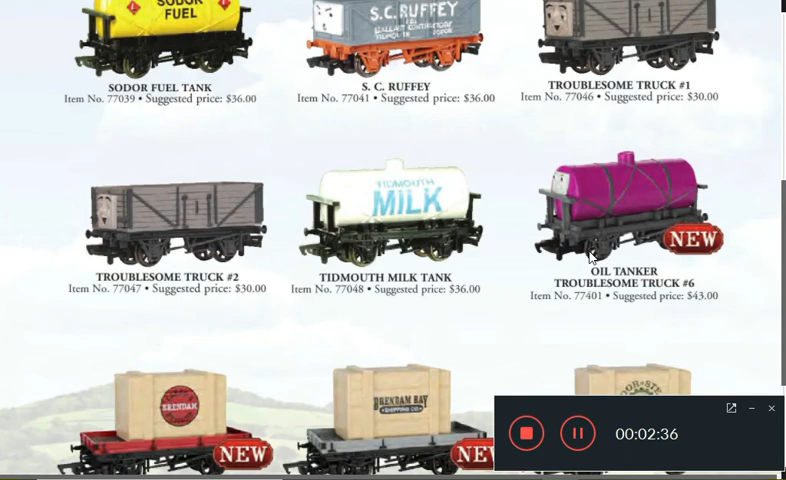 SODOR
FUEL
S.C.RUFFEY
SODOR FUEL TANK
Item No. 77039 • Suggested price: $36.00
S. C. RUFFEY
Item No. 77041 • Suggested price: $36.00
TROUBLESOME TRUCK #1
Item No. 77046 • Suggested price: $30.00
TIDMOUTH
MILK
NEW
TROUBLESOME TRUCK #2
Item No. 77047 • Suggested price: $30.00
TIDMOUTH MILK TANK
Item No. 77048 • Suggested price: $36.00
OIL TANKER
TROUBLESOME TRUCK #6
Item No. 77401 • Suggested price: $43.00
BRENDAM
BRENDAM BAY
SHIPPING CO.
NEW
NEW
00:02:36